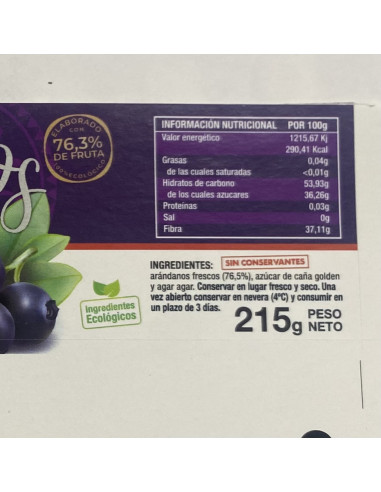 ELABORADO
CON
76,3%
DE FRUTA
INFORMACIÓN NUTRICIONAL POR 100g
Valor energético 1215,67 Kj
290,41 Kcal
Grasas 0,04g
de las cuales saturadas <0,01g
Hidratos de carbono 53,93g
de los cuales azucares 36,26g
Proteinas 0,03g
Sal 0g
Fibra 37,11g
INGREDIENTES: SIN CONSERVANTES
arándanos frescos (76,5%), azúcar de caña golden
y agar agar. Conservar en lugar fresco y seco. Una
vez abierto conservar en nevera (4ºC) y consumir en
un plazo de 3 días.
Ingredientes
Ecológicos
215g PESO
NETO